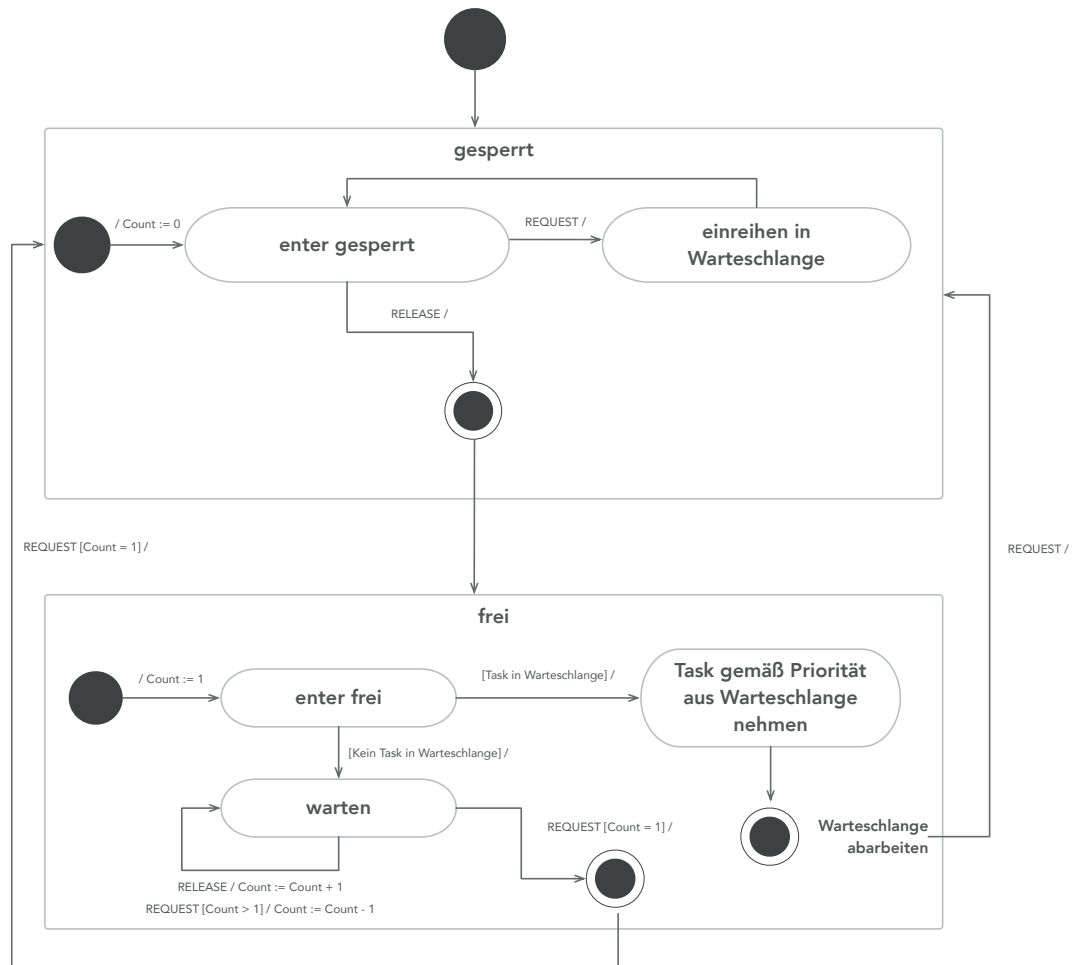 gesperrt
/ Count := 0
enter gesperrt
REQUEST /
einreihen in
Warteschlange
RELEASE /
REQUEST [Count = 1] /
REQUEST /
frei
/ Count := 1
enter frei
[Task in Warteschlange] /
Task gemäß Priorität
aus Warteschlange
nehmen
[Kein Task in Warteschlange] /
warten
REQUEST [Count = 1] /
Warteschlange
abarbeiten
RELEASE / Count := Count + 1
REQUEST [Count > 1] / Count := Count - 1